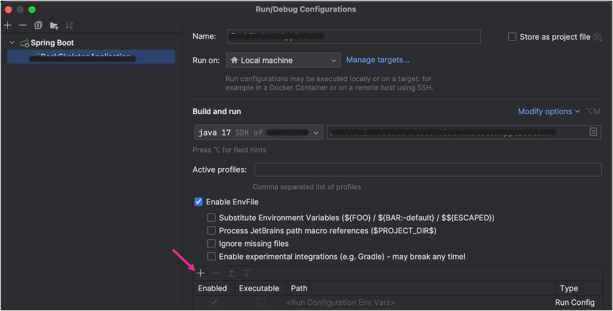 Run/Debug Configurations
Spring Boot
Name:
Store as project file
Run on:
Local machine
Manage targets...
Run configurations may be executed locally or on a target: for
example in a Docker Container or on a remote host using SSH.
Build and run
Modify options
⌥M
java 17 SDK of
Press ⌥ for field hints
Active profiles:
Comma separated list of profiles
Enable EnvFile
Substitute Environment Variables (${FOO} / ${BAR:-default} / $${ESCAPED})
Process JetBrains path macro references ($PROJECT_DIR$)
Ignore missing files
Enable experimental integrations (e.g. Gradle) - may break any time!
Enabled Executable Path Type
<Run Configuration Env Vars> Run Config